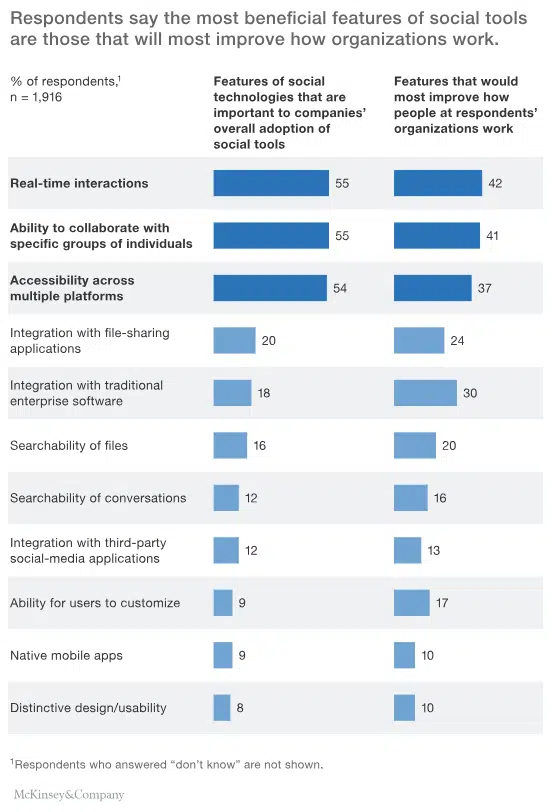 Respondents say the most beneficial features of social tools
are those that will most improve how organizations work.
% of respondents,¹
n = 1,916
Features of social
technologies that are
important to companies’
overall adoption of
social tools
Features that would
most improve how
people at respondents’
organizations work
Real-time interactions 55 42
Ability to collaborate with
specific groups of individuals 55 41
Accessibility across
multiple platforms 54 37
Integration with file-sharing
applications 20 24
Integration with traditional
enterprise software 18 30
Searchability of files 16 20
Searchability of conversations 12 16
Integration with third-party
social-media applications 12 13
Ability for users to customize 9 17
Native mobile apps 9 10
Distinctive design/usability 8 10
¹Respondents who answered “don’t know” are not shown.
McKinsey&Company